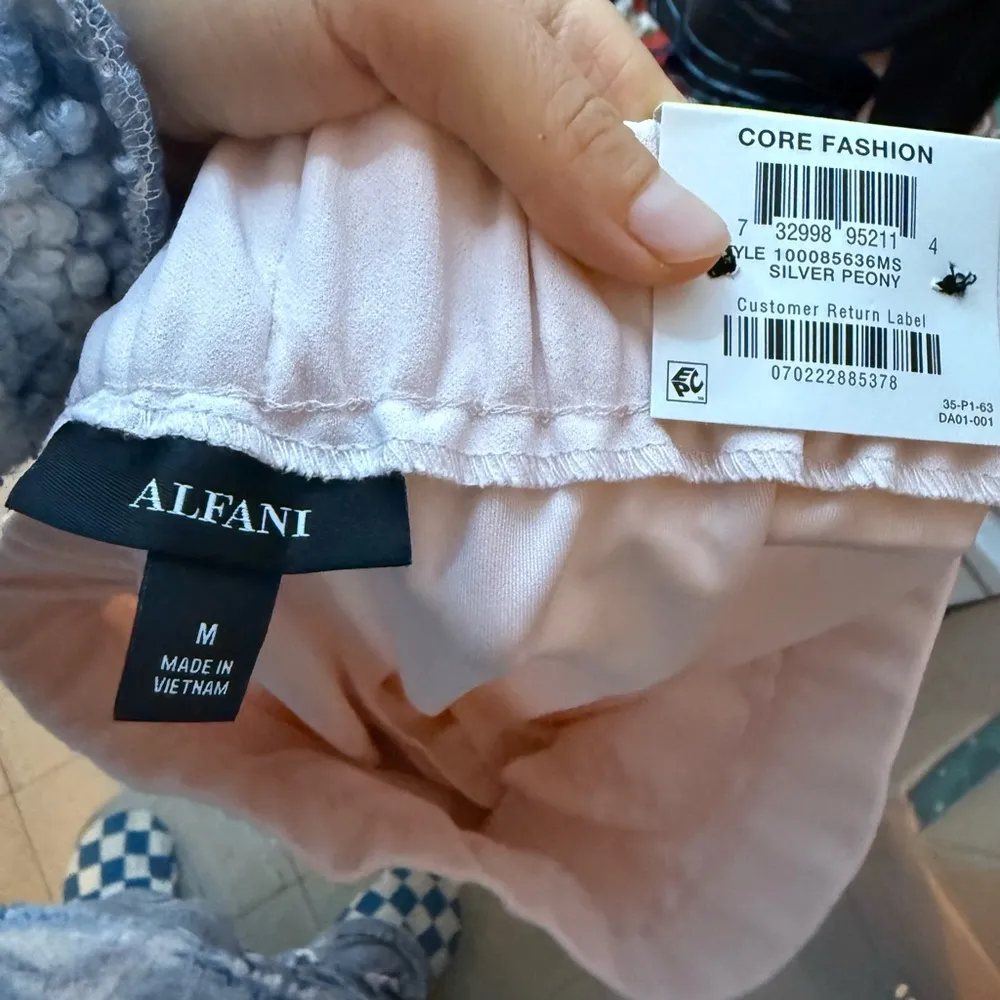 CORE FASHION
7 32998 95211 4
YLE 100085636MS
SILVER PEONY
Customer Return Label
070222885378
EPC
35-P1-63
DA01-001
ALFANI
M
MADE IN
VIETNAM